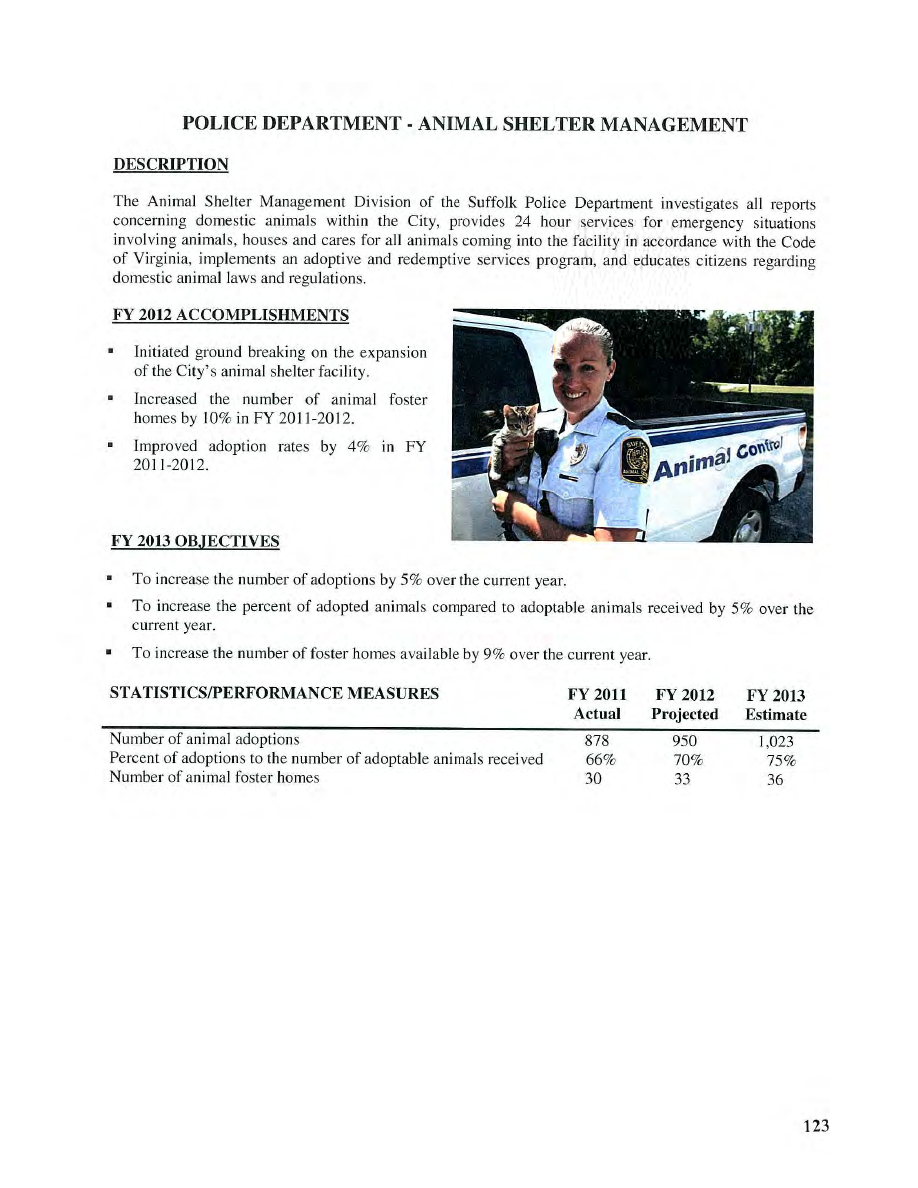 POLICE DEPARTMENT - ANIMAL SHELTER MANAGEMENT
DESCRIPTION
The Animal Shelter Management Division of the Suffolk Police Department investigates all reports
concerning domestic animals within the City, provides 24 hour services for emergency situations
involving animals, houses and cares for all animals coming into the facility in accordance with the Code
of Virginia, implements an adoptive and redemptive services program, and educates citizens regarding
domestic animal laws and regulations.
FY 2012 ACCOMPLISHMENTS
▪ Initiated ground breaking on the expansion
of the City's animal shelter facility.
▪ Increased the number of animal foster
homes by 10% in FY 2011-2012.
▪ Improved adoption rates by 4% in FY
2011-2012.
Animal Control
FY 2013 OBJECTIVES
▪ To increase the number of adoptions by 5% over the current year.
▪ To increase the percent of adopted animals compared to adoptable animals received by 5% over the
current year.
▪ To increase the number of foster homes available by 9% over the current year.
STATISTICS/PERFORMANCE MEASURES FY 2011 FY 2012 FY 2013
Actual Projected Estimate
Number of animal adoptions 878 950 1,023
Percent of adoptions to the number of adoptable animals received 66% 70% 75%
Number of animal foster homes 30 33 36
123